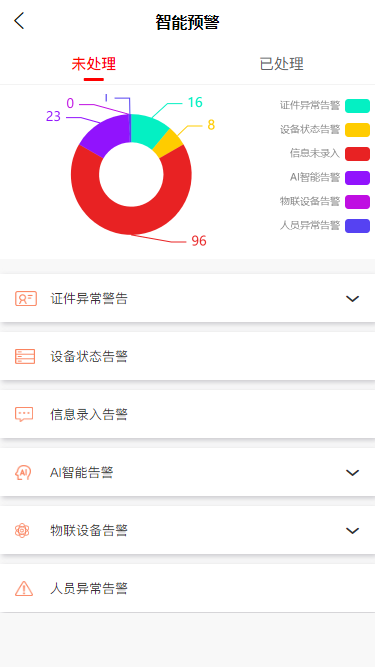 智能预警
未处理 已处理
0
16
23
8
96
证件异常警告
设备状态告警
信息未录入
AI智能告警
物联设备告警
人员异常告警
证件异常警告
设备状态告警
信息录入告警
AI智能告警
物联设备告警
人员异常告警